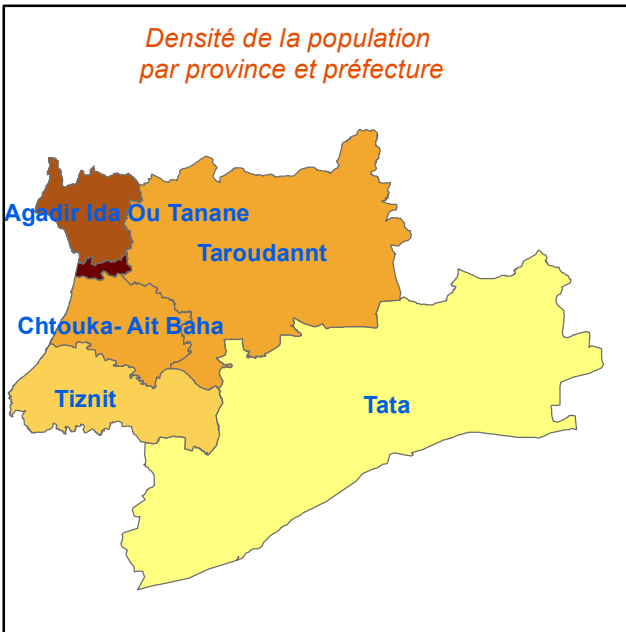 Densité de la population
par province et préfecture
Agadir Ida Ou Tanane
Taroudannt
Chtouka- Ait Baha
Tiznit
Tata